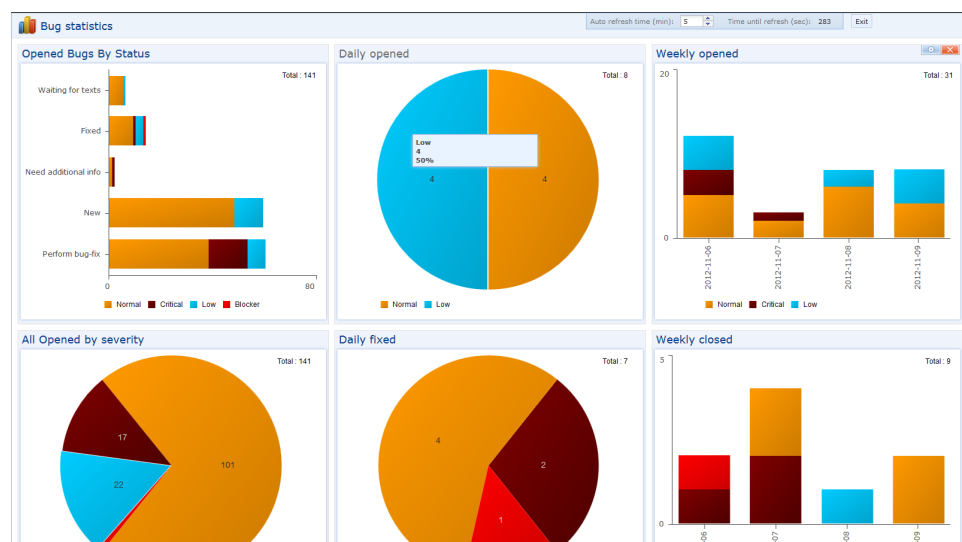 Bug statistics
Auto refresh time (min): 5 Time until refresh (sec): 283 Exit
Opened Bugs By Status
Total : 141
Waiting for texts
Fixed
Need additional info
New
Perform bug-fix
0 80
Normal Critical Low Blocker
Daily opened
Total : 8
Low
4
50%
4 4
Normal Low
Weekly opened
20
Total : 31
0
2012-11-06 2012-11-07 2012-11-08 2012-11-09
Normal Critical Low
All Opened by severity
Total : 141
17
101
22
Daily fixed
Total : 7
4
2
1
Weekly closed
5
Total : 9
0
-06 -07 -08 -09